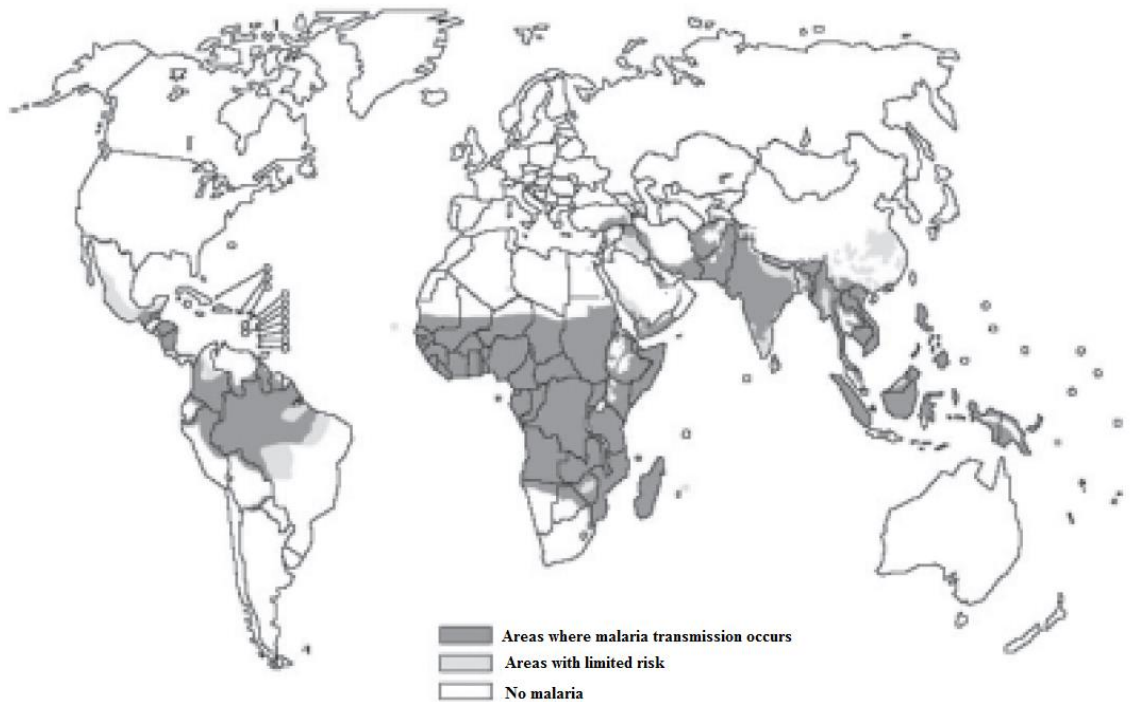 Areas where malaria transmission occurs
Areas with limited risk
No malaria